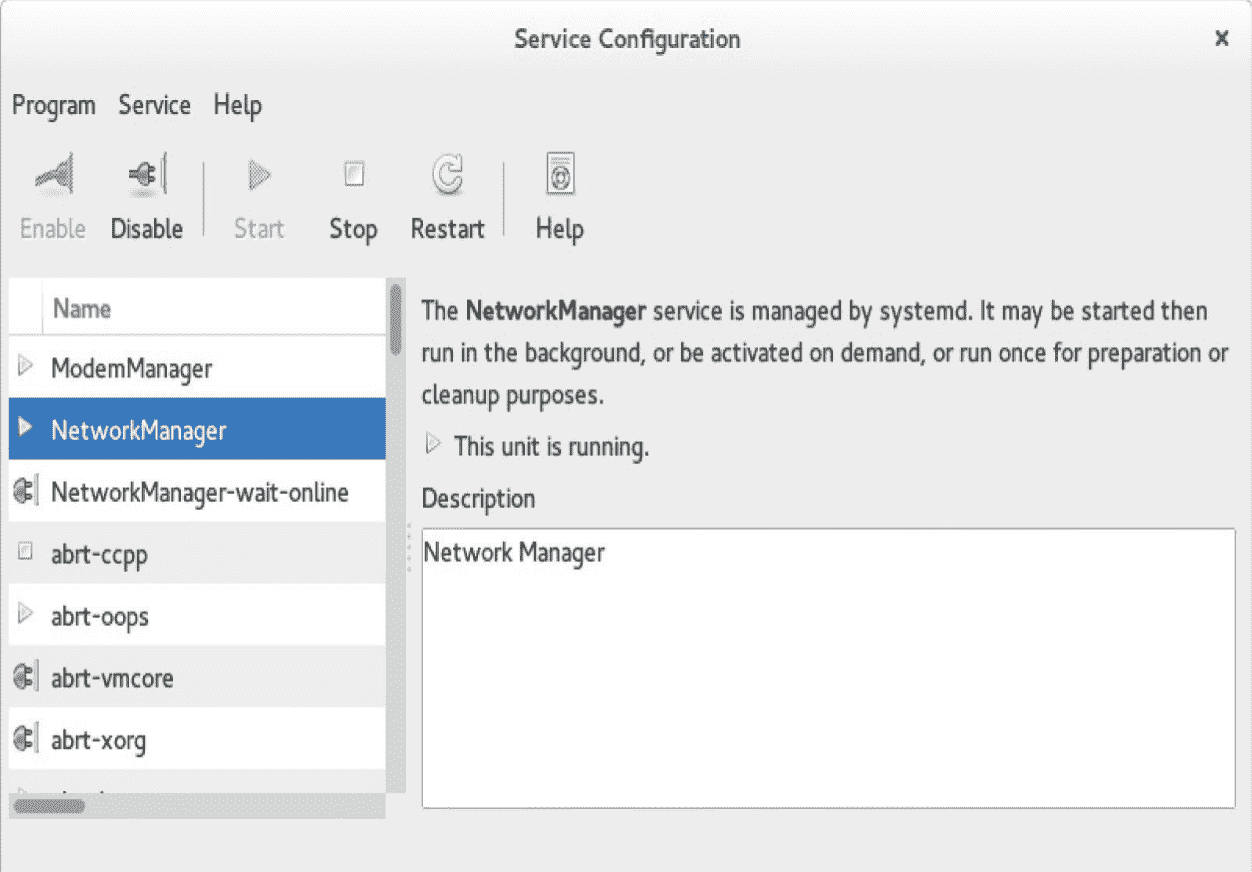 Service Configuration
x
Program Service Help
Enable Disable Start Stop Restart Help
Name
ModemManager
NetworkManager
NetworkManager-wait-online
abrt-ccpp
abrt-oops
abrt-vmcore
abrt-xorg
The NetworkManager service is managed by systemd. It may be started then
run in the background, or be activated on demand, or run once for preparation or
cleanup purposes.
This unit is running.
Description
Network Manager